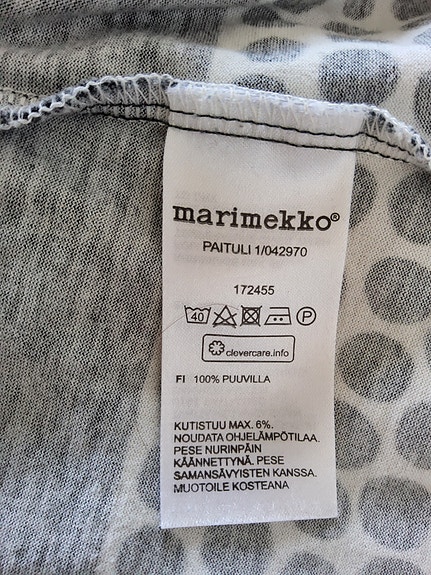 marimekko®
PAITULI 1/042970
172455
40 P
clevercare.info
FI 100% PUUVILLA
KUTISTUU MAX. 6%.
NOUDATA OHJELÄMPÖTILAA.
PESE NURINPÄIN
KÄÄNNETTYNÄ. PESE
SAMANSÄVYISTEN KANSSA.
MUOTOILE KOSTEANA